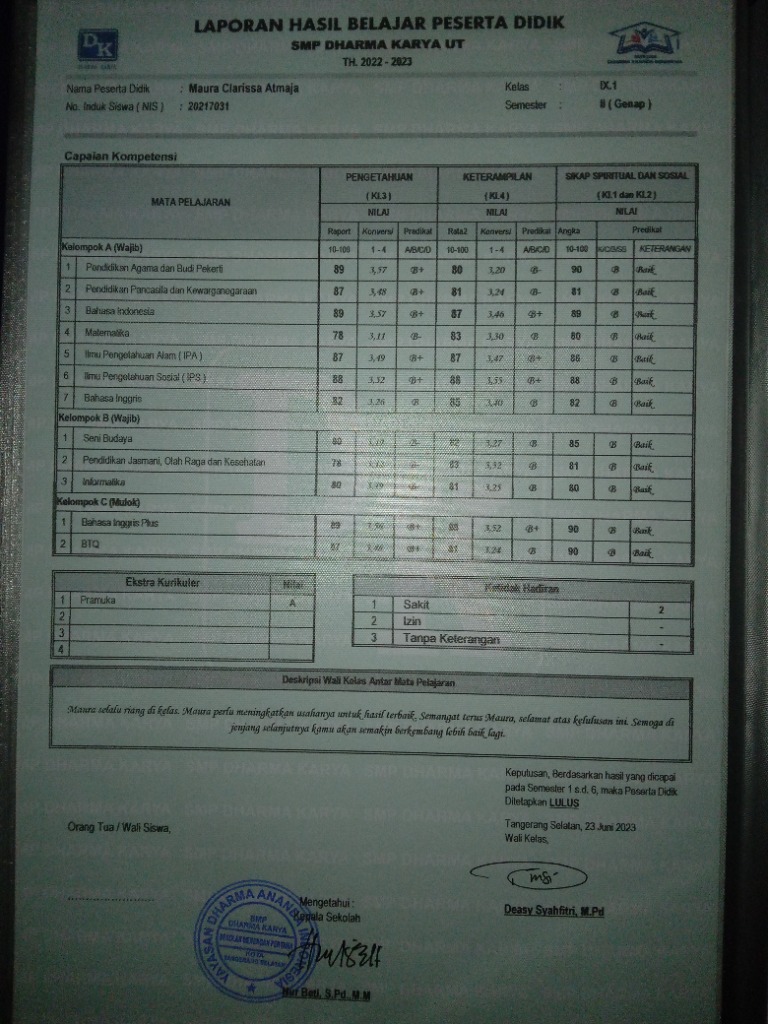 DK
LAPORAN HASIL BELAJAR PESERTA DIDIK
SMP DHARMA KARYA UT
TH. 2022 - 2023
Nama Peserta Didik : Maura Clarissa Atmaja Kelas : IX.1
No. Induk Siswa ( NIS ) : 20217031 Semester : II ( Genap )
Capaian Kompetensi
MATA PELAJARAN PENGETAHUAN KETERAMPILAN SIKAP SPIRITUAL DAN SOSIAL
( KI.3 ) ( KI.4 ) ( KI.1 dan KI.2 )
NILAI NILAI NILAI
Raport Konversi Predikat Rata2 Konversi Predikat Angka Predikat
Kelompok A (Wajib) 10-100 1 - 4 A/B/C/D 10-100 1 - 4 A/B/C/D 10-100 KETERANGAN
1 Pendidikan Agama dan Budi Pekerti 89 3,57 B+ 80 3,20 B- 90 B Baik
2 Pendidikan Pancasila dan Kewarganegaraan 87 3,48 B+ 81 3,24 B- 81 B Baik
3 Bahasa Indonesia 89 3,57 B+ 87 3,46 B+ 89 B Baik
4 Matematika 78 3,11 B- 83 3,30 B 80 B Baik
5 Ilmu Pengetahuan Alam ( IPA ) 87 3,49 B+ 87 3,47 B+ 86 B Baik
6 Ilmu Pengetahuan Sosial ( IPS ) 88 3,52 B+ 88 3,55 B+ 88 B Baik
7 Bahasa Inggris 82 3,26 B 85 3,40 B 82 B Baik
Kelompok B (Wajib)
1 Seni Budaya 80 3,19 B- 82 3,27 B 85 B Baik
2 Pendidikan Jasmani, Olah Raga dan Kesehatan 78 3,12 B- 83 3,32 B 81 B Baik
3 Informatika 80 3,19 B- 81 3,25 B 80 B Baik
Kelompok C (Mulok)
1 Bahasa Inggris Plus 89 3,56 B+ 88 3,52 B+ 90 B Baik
2 BTQ 87 3,46 B+ 81 3,24 B 90 B Baik
Ekstra Kurikuler Nilai
1 Pramuka A
2
3
4
Ketidak Hadiran
1 Sakit 2
2 Izin -
3 Tanpa Keterangan -
Deskripsi Wali Kelas Antar Mata Pelajaran
Maura selalu riang di kelas. Maura perlu meningkatkan usahanya untuk hasil terbaik. Semangat terus Maura, selamat atas kelulusan ini. Semoga di
jenjang selanjutnya kamu akan semakin berkembang lebih baik lagi.
Keputusan, Berdasarkan hasil yang dicapai
pada Semester 1 s.d. 6, maka Peserta Didik
Ditetapkan LULUS
Orang Tua / Wali Siswa,
Tangerang Selatan, 23 Juni 2023
Wali Kelas,
Deasy Syahfitri, M.Pd
Mengetahui :
Kepala Sekolah
YAYASAN DHARMA ANANDA INDONESIA
SMP
DHARMA KARYA
KOTA
TANGERANG SELATAN
S.Pd.,M.M